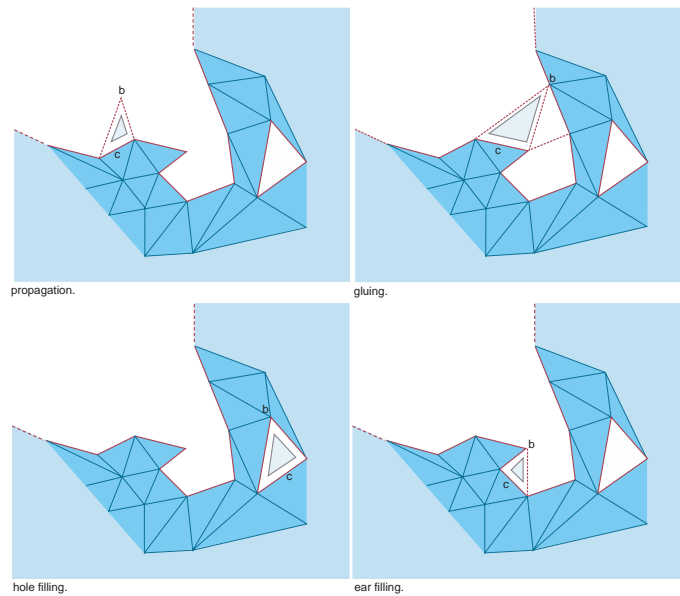 b
c
propagation.
b
c
gluing.
b
c
hole filling.
b
c
ear filling.